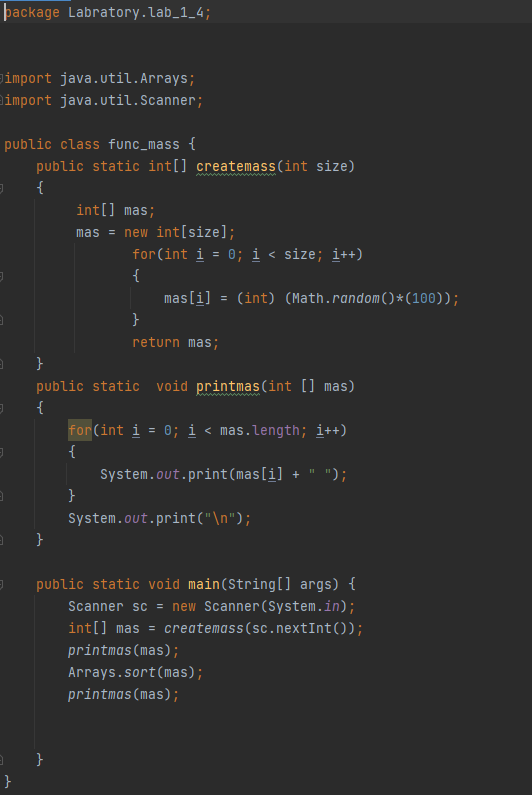 package Labratory.lab_1_4;
import java.util.Arrays;
import java.util.Scanner;
public class func_mass {
    public static int[] createmass(int size)
    {
         int[] mas;
         mas = new int[size];
                for(int i = 0; i < size; i++)
                {
                    mas[i] = (int) (Math.random()*(100));
                }
                return mas;
    }
    public static  void printmas(int [] mas)
    {
        for(int i = 0; i < mas.length; i++)
        {
            System.out.print(mas[i] + " ");
        }
        System.out.print("\n");
    }
    public static void main(String[] args) {
        Scanner sc = new Scanner(System.in);
        int[] mas = createmass(sc.nextInt());
        printmas(mas);
        Arrays.sort(mas);
        printmas(mas);
    }
}